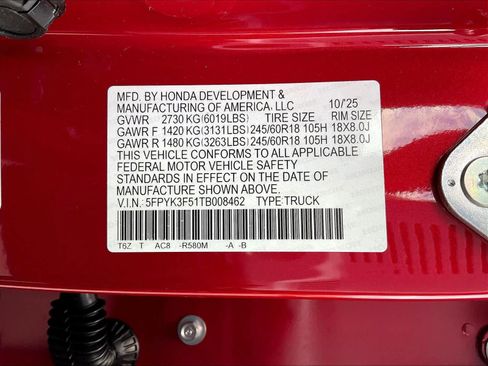 MFD. BY HONDA DEVELOPMENT &
MANUFACTURING OF AMERICA, LLC 10/'25
GVWR 2730 KG (6019LBS) TIRE SIZE RIM SIZE
GAWR F 1420 KG (3131LBS) 245/60R18 105H 18X8.0J
GAWR R 1480 KG (3263LBS) 245/60R18 105H 18X8.0J
THIS VEHICLE CONFORMS TO ALL APPLICABLE
FEDERAL MOTOR VEHICLE SAFETY
STANDARDS IN EFFECT ON THE DATE OF
MANUFACTURE SHOWN ABOVE.
V.I.N.: 5FPYK3F51TB008462 TYPE:TRUCK
T6Z T AC8 -R580M -A -B